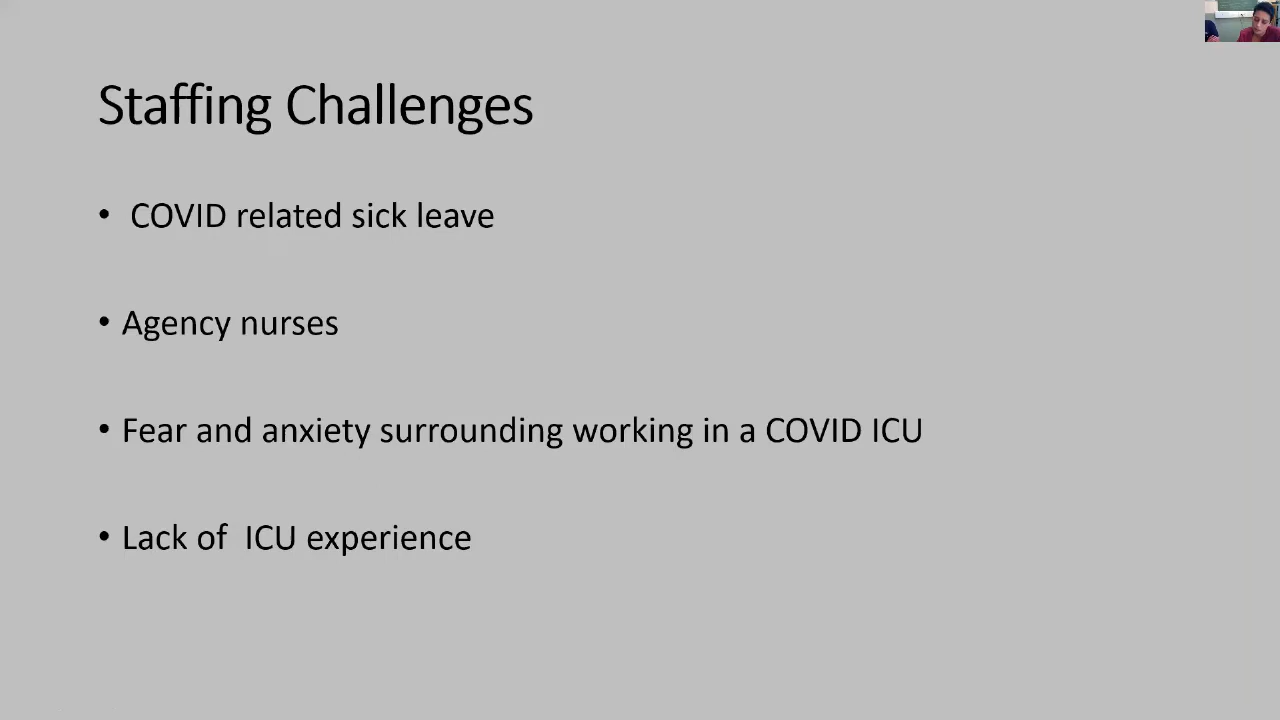 Staffing Challenges
• COVID related sick leave
• Agency nurses
• Fear and anxiety surrounding working in a COVID ICU
• Lack of  ICU experience